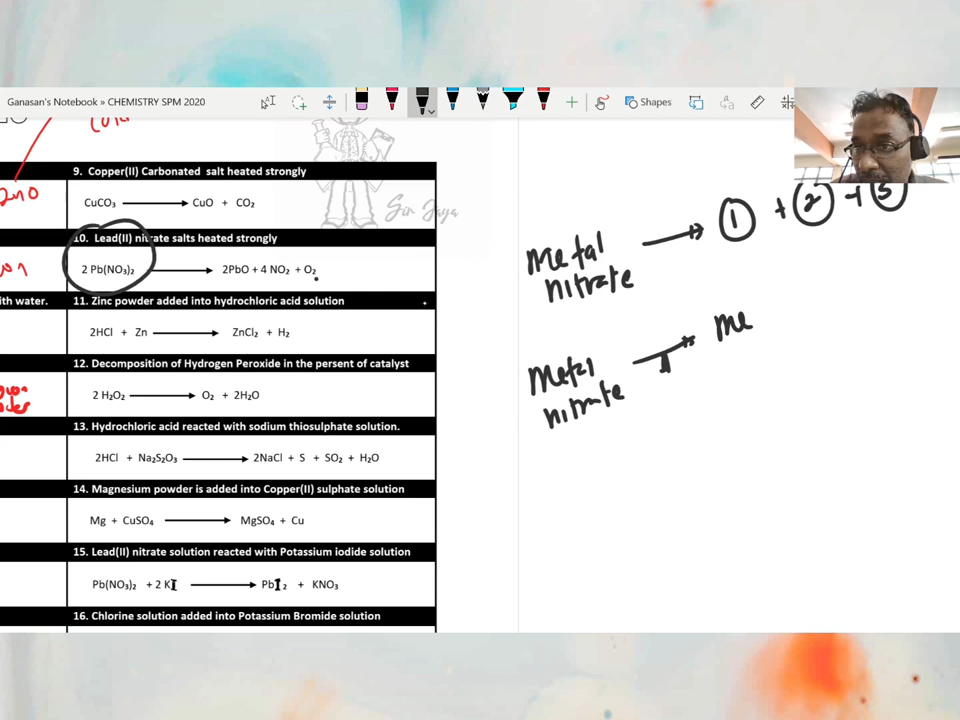 Ganasan's Notebook » CHEMISTRY SPM 2020
Shapes
2nO
9. Copper(II) Carbonated salt heated strongly
CuCO₃ ⟶ CuO + CO₂
Sir Jaya
10. Lead(II) nitrate salts heated strongly
2 Pb(NO₃)₂ ⟶ 2PbO + 4 NO₂ + O₂
ith water.
11. Zinc powder added into hydrochloric acid solution
2HCl + Zn ⟶ ZnCl₂ + H₂
12. Decomposition of Hydrogen Peroxide in the persent of catalyst
2 H₂O₂ ⟶ O₂ + 2H₂O
13. Hydrochloric acid reacted with sodium thiosulphate solution.
2HCl + Na₂S₂O₃ ⟶ 2NaCl + S + SO₂ + H₂O
14. Magnesium powder is added into Copper(II) sulphate solution
Mg + CuSO₄ ⟶ MgSO₄ + Cu
15. Lead(II) nitrate solution reacted with Potassium iodide solution
Pb(NO₃)₂ + 2 KI ⟶ PbI₂ + KNO₃
16. Chlorine solution added into Potassium Bromide solution
Metal ⟶ 1 + 2 + 3
nitrate
Metal ⟶ Me
nitrate